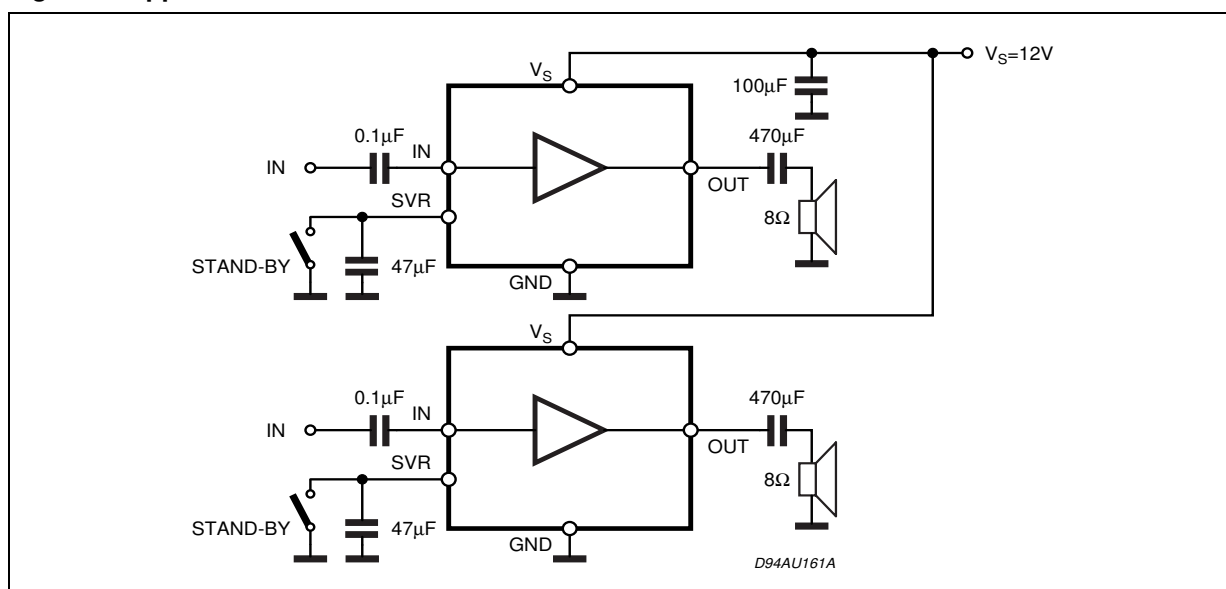 V_S
V_S=12V
100μF
0.1μF
IN
IN
470μF
OUT
SVR
8Ω
STAND-BY
47μF
GND
V_S
0.1μF
IN
IN
470μF
OUT
SVR
8Ω
STAND-BY
47μF
GND
D94AU161A